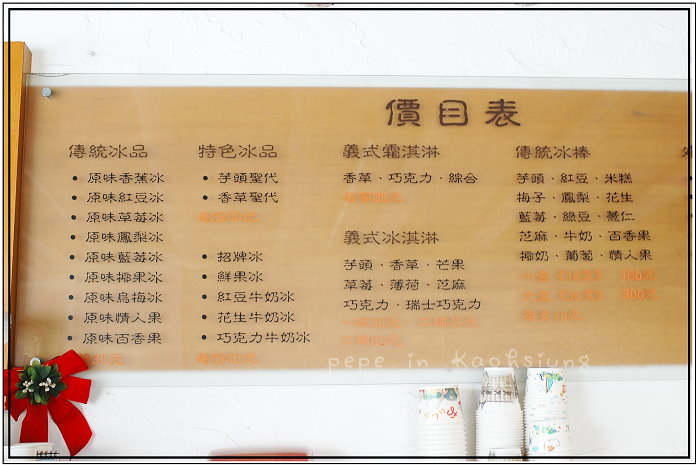 價目表
傳統冰品
• 原味香蕉冰
• 原味紅豆冰
• 原味草莓冰
• 原味鳳梨冰
• 原味藍莓冰
• 原味椰果冰
• 原味烏梅冰
• 原味情人果
• 原味百香果
35元
特色冰品
• 芋頭聖代
• 香草聖代
• 招牌冰
• 鮮果冰
• 紅豆牛奶冰
• 花生牛奶冰
• 巧克力牛奶冰
義式霜淇淋
香草、巧克力、綜合
義式冰淇淋
芋頭、香草、芒果
草莓、薄荷、芝麻
巧克力、瑞士巧克力
傳統冰棒
芋頭、紅豆、米糕
梅子、鳳梨、花生
藍莓、綠豆、薏仁
芝麻、牛奶、百香果
椰奶、葡萄、情人果
pepe in Kaohsiung